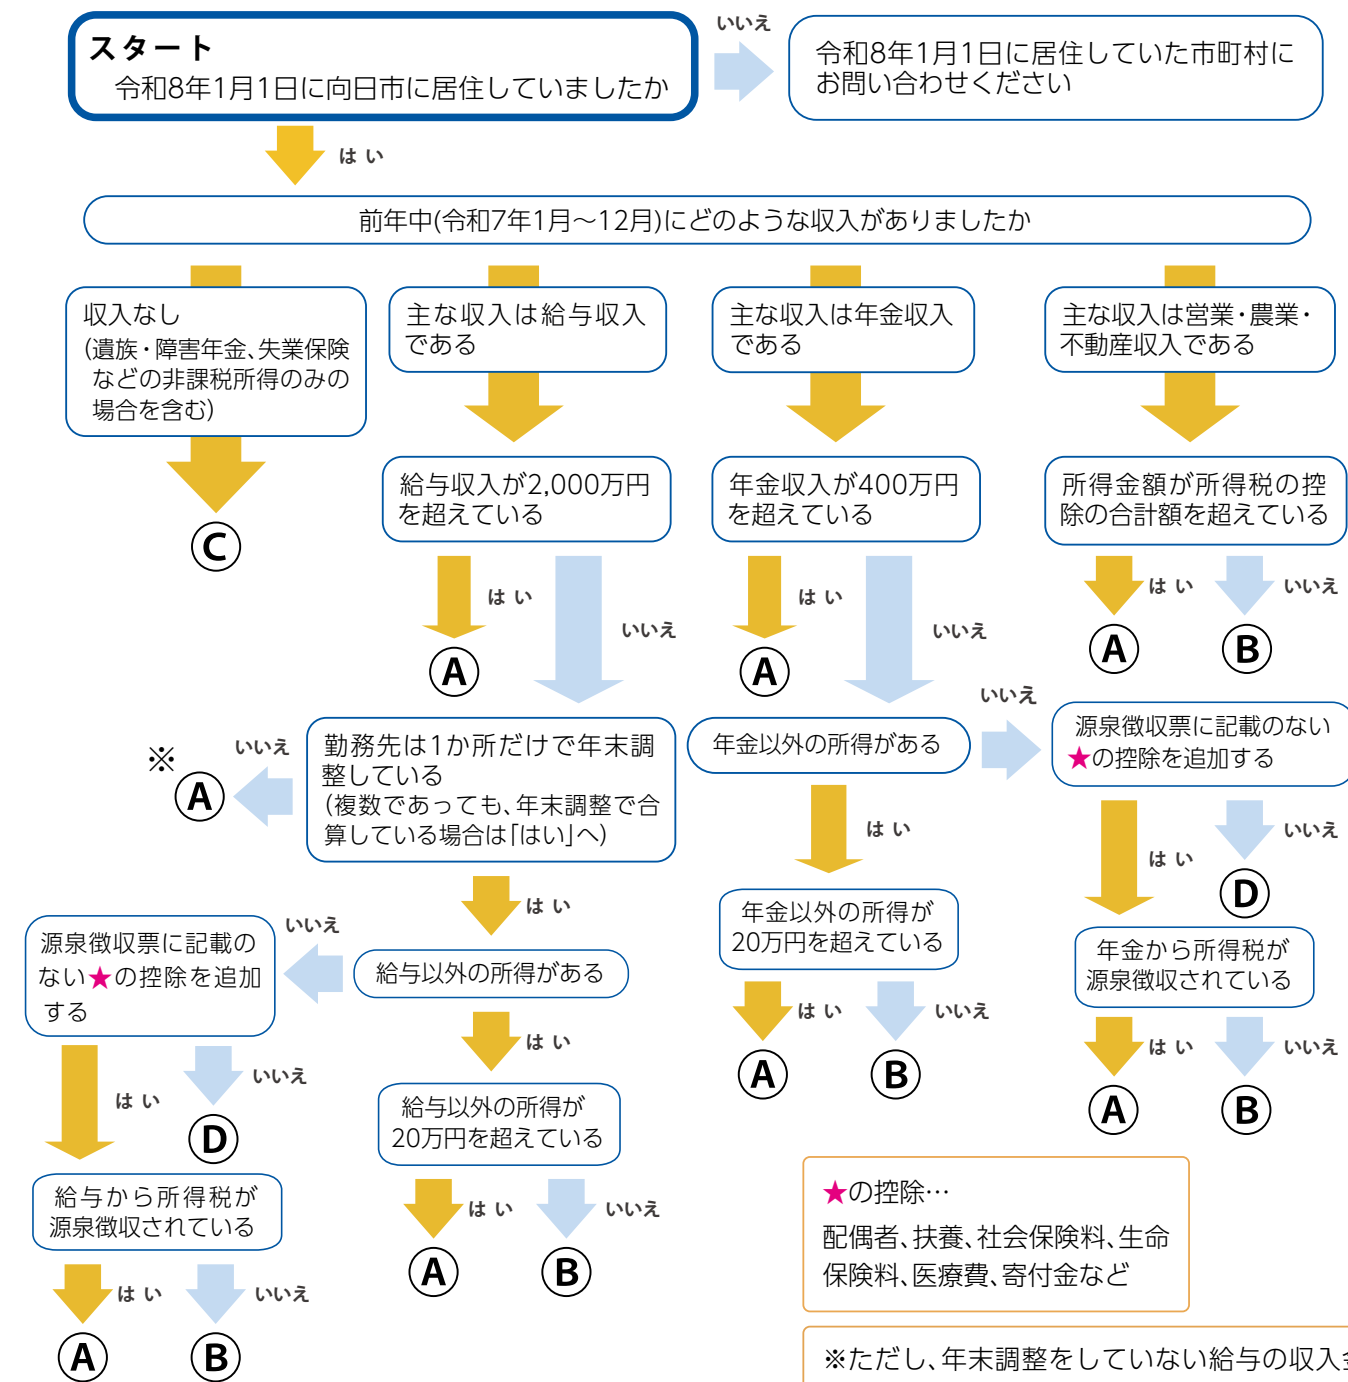 スタート
令和8年1月1日に向日市に居住していましたか
いいえ
令和8年1月1日に居住していた市町村に
お問い合わせください
はい
前年中(令和7年1月～12月)にどのような収入がありましたか
収入なし
(遺族・障害年金、失業保険
などの非課税所得のみの
場合を含む)
主な収入は給与収入
である
主な収入は年金収入
である
主な収入は営業・農業・
不動産収入である
C
給与収入が2,000万円
を超えている
年金収入が400万円
を超えている
所得金額が所得税の控
除の合計額を超えている
はい
いいえ
はい
いいえ
はい
いいえ
A
A
A
B
※
A
いいえ
勤務先は1か所だけで年末調
整している
(複数であっても、年末調整で合
算している場合は「はい」へ)
年金以外の所得がある
いいえ
源泉徴収票に記載のない
★の控除を追加する
はい
はい
はい
いいえ
D
源泉徴収票に記載の
ない★の控除を追加
する
いいえ
給与以外の所得がある
年金以外の所得が
20万円を超えている
年金から所得税が
源泉徴収されている
はい
いいえ
はい
はい
いいえ
はい
いいえ
D
A
B
A
B
給与以外の所得が
20万円を超えている
給与から所得税が
源泉徴収されている
はい
いいえ
はい
いいえ
A
B
A
B
★の控除…
配偶者、扶養、社会保険料、生命
保険料、医療費、寄付金など
※ただし、年末調整をしていない給与の収入金